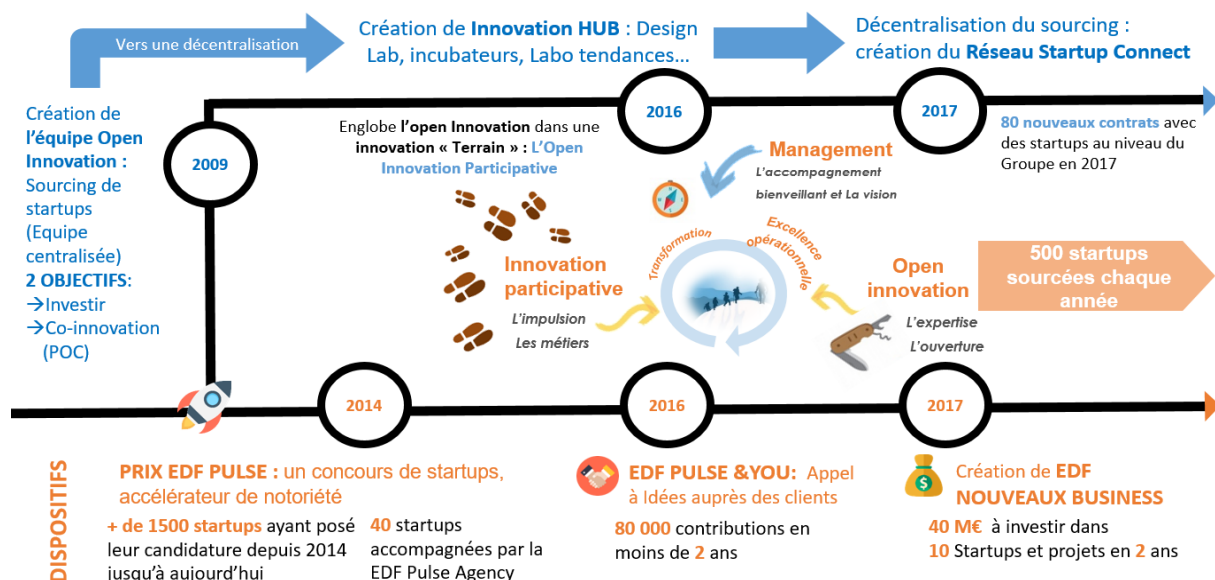 Vers une décentralisation
Création de Innovation HUB : Design
Lab, incubateurs, Labo tendances…
Décentralisation du sourcing :
création du Réseau Startup Connect
Création de
l'équipe Open
Innovation :
Sourcing de
startups
(Equipe
centralisée)
2 OBJECTIFS:
→Investir
→Co-innovation
(POC)
2009
2016
2017
Englobe l'open Innovation dans une
innovation « Terrain » : L'Open
Innovation Participative
80 nouveaux contrats avec
des startups au niveau du
Groupe en 2017
Management
L'accompagnement
bienveillant et La vision
Transformation
Excellence
opérationnelle
Innovation
participative
L'impulsion
Les métiers
Open
innovation
L'expertise
L'ouverture
500 startups
sourcées chaque
année
2014
2016
2017
DISPOSITIFS
PRIX EDF PULSE : un concours de startups,
accélérateur de notoriété
+ de 1500 startups ayant posé
leur candidature depuis 2014
jusqu'à aujourd'hui
40 startups
accompagnées par la
EDF Pulse Agency
EDF PULSE &YOU: Appel
à Idées auprès des clients
80 000 contributions en
moins de 2 ans
Création de EDF
NOUVEAUX BUSINESS
40 M€ à investir dans
10 Startups et projets en 2 ans